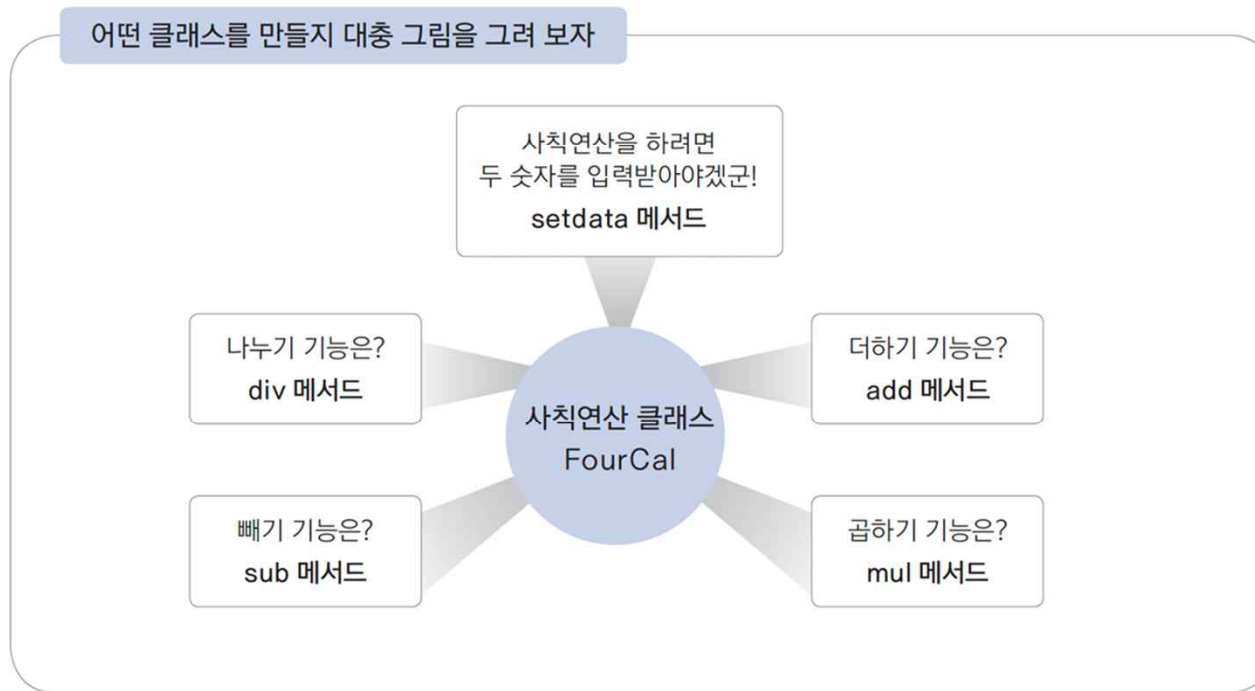 어떤 클래스를 만들지 대충 그림을 그려 보자
사칙연산을 하려면
두 숫자를 입력받아야겠군!
setdata 메서드
나누기 기능은?
div 메서드
더하기 기능은?
add 메서드
사칙연산 클래스
FourCal
빼기 기능은?
sub 메서드
곱하기 기능은?
mul 메서드